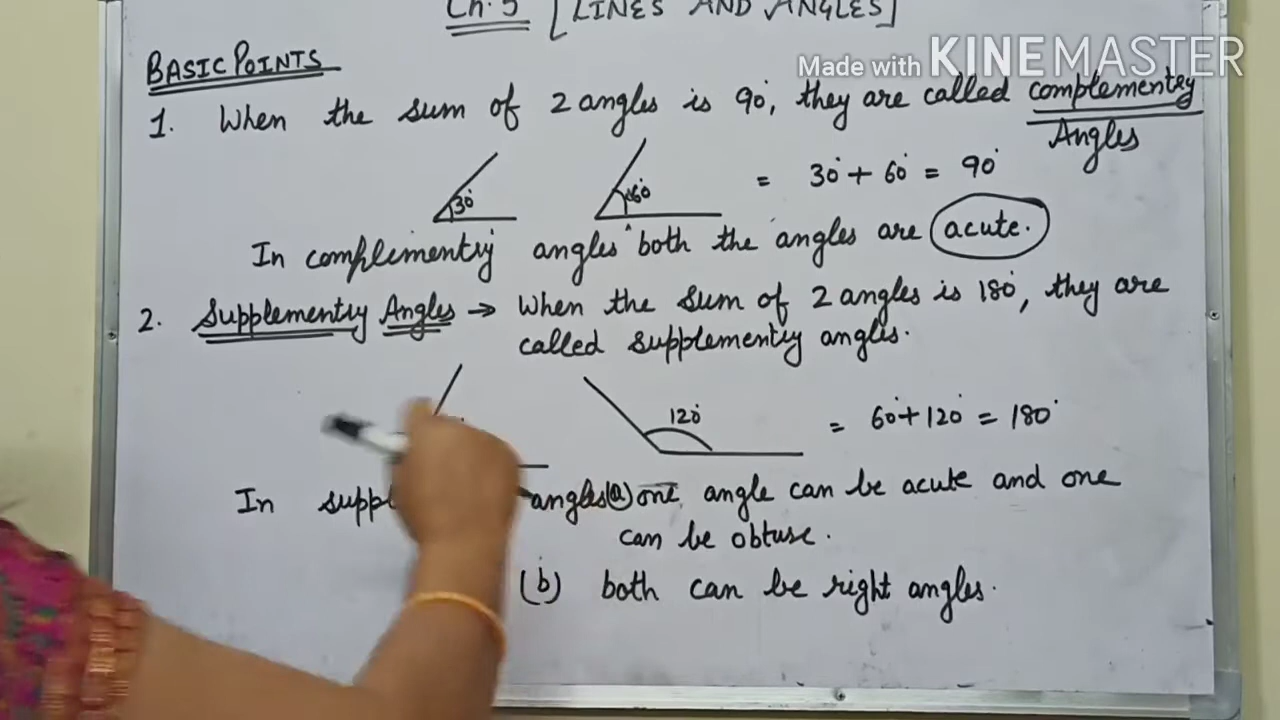 Ch. 5 [LINES AND ANGLES]
Made with KINEMASTER
BASIC POINTS
1. When the sum of 2 angles is 90°, they are called complementry Angles
30° 60° = 30° + 60° = 90°
In complimentry angles both the angles are acute.
2. Supplementry Angles → When the sum of 2 angles is 180°, they are
called supplementry angles.
120° = 60° + 120° = 180°
In angles (a) one angle can be acute and one
can be obtuse.
(b) both can be right angles.